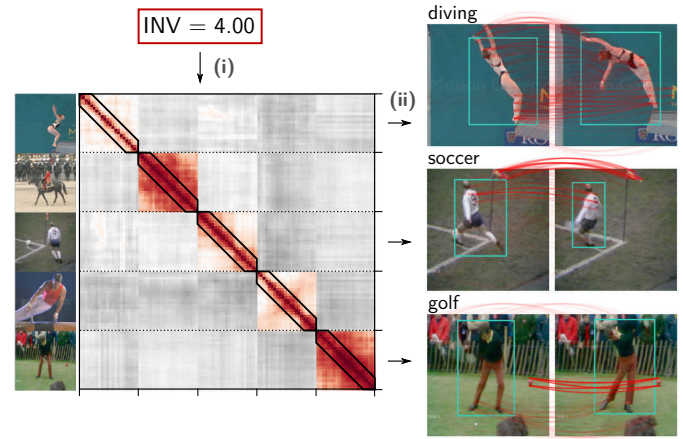 INV = 4.00
(i)
(ii)
diving
soccer
golf